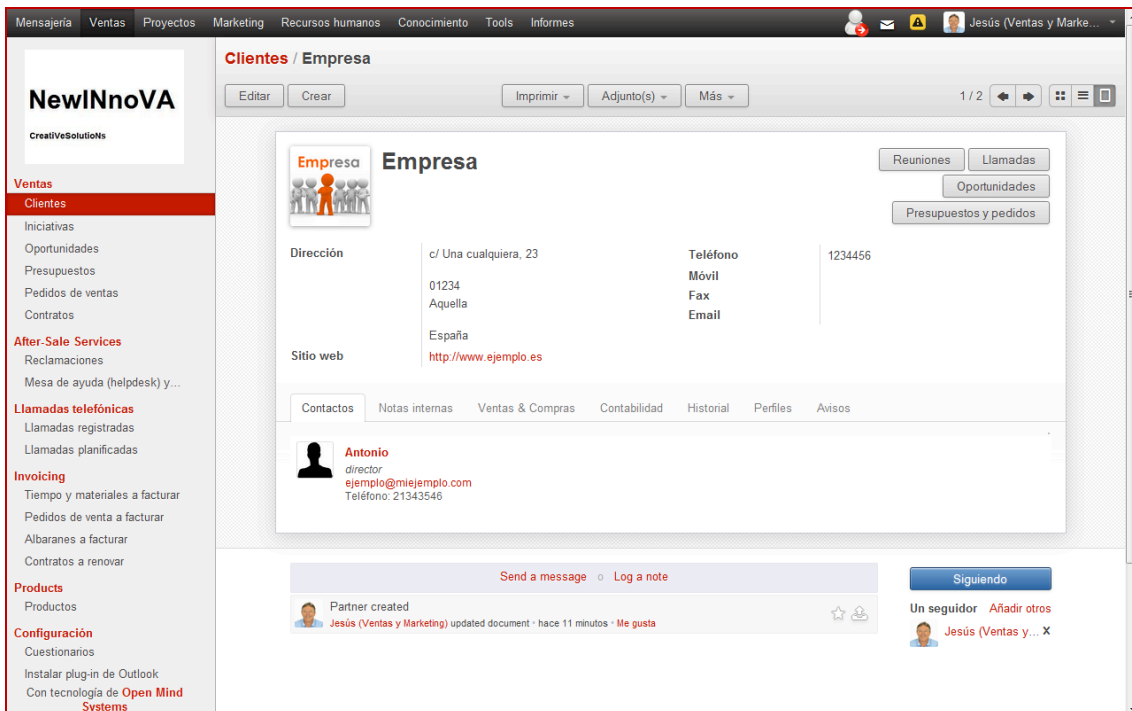 Mensajería Ventas Proyectos Marketing Recursos humanos Conocimiento Tools Informes Jesús (Ventas y Marke...
NewINnoVA
CreatiVeSolutioNs
Clientes / Empresa
Editar Crear Imprimir Adjunto(s) Más 1 / 2
Empresa
Empresa
Reuniones Llamadas
Oportunidades
Presupuestos y pedidos
Dirección c/ Una cualquiera, 23
01234
Aquella
España
Sitio web http://www.ejemplo.es
Teléfono 1234456
Móvil
Fax
Email
Contactos Notas internas Ventas & Compras Contabilidad Historial Perfiles Avisos
Antonio
director
ejemplo@miejemplo.com
Teléfono: 21343546
Send a message o Log a note
Partner created
Jesús (Ventas y Marketing) updated document · hace 11 minutos · Me gusta
Siguiendo
Un seguidor Añadir otros
Jesús (Ventas y... X
Ventas
Clientes
Iniciativas
Oportunidades
Presupuestos
Pedidos de ventas
Contratos
After-Sale Services
Reclamaciones
Mesa de ayuda (helpdesk) y...
Llamadas telefónicas
Llamadas registradas
Llamadas planificadas
Invoicing
Tiempo y materiales a facturar
Pedidos de venta a facturar
Albaranes a facturar
Contratos a renovar
Products
Productos
Configuración
Cuestionarios
Instalar plug-in de Outlook
Con tecnología de Open Mind
Systems